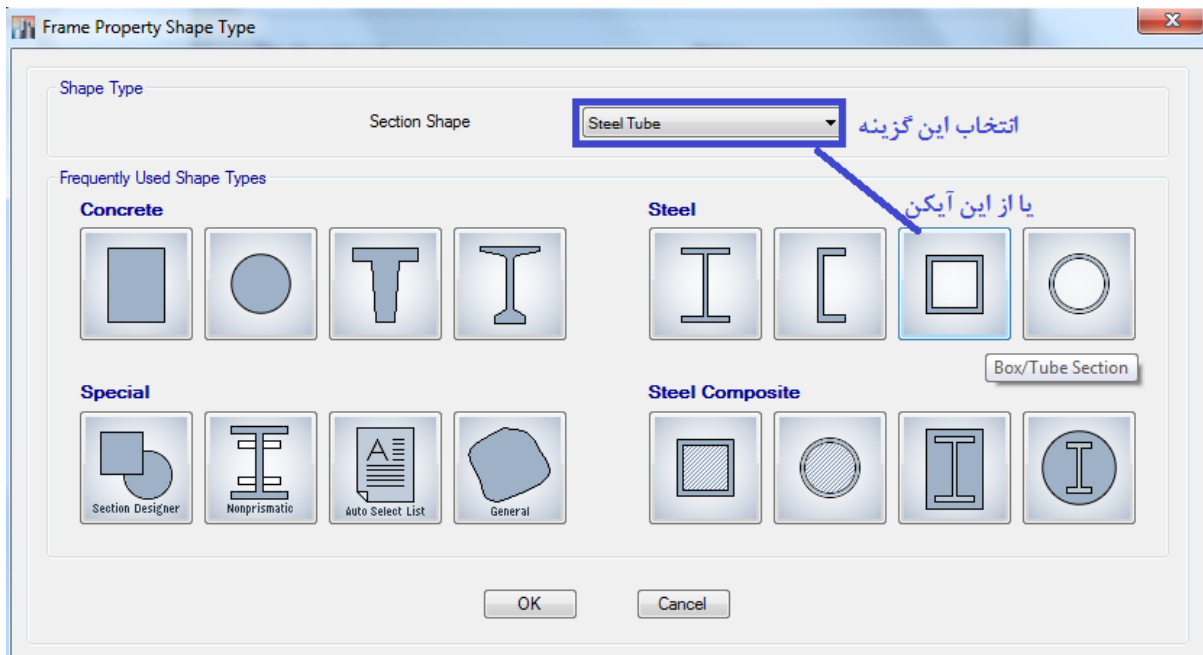 Frame Property Shape Type
Shape Type
Section Shape
Steel Tube
انتخاب این گزینه
Frequently Used Shape Types
یا از این آیکن
Concrete
Steel
Box/Tube Section
Special
Steel Composite
Section Designer
Nonprismatic
Auto Select List
General
OK
Cancel